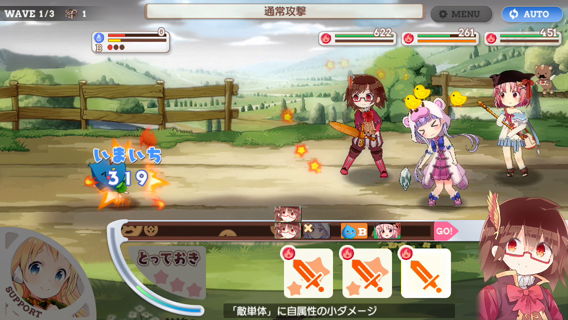 WAVE 1/3
1
通常攻撃
MENU
AUTO
B
0
622
261
451
いまいち
319
B
GO!
とっておき
SUPPORT
「敵単体」に自属性の小ダメージ